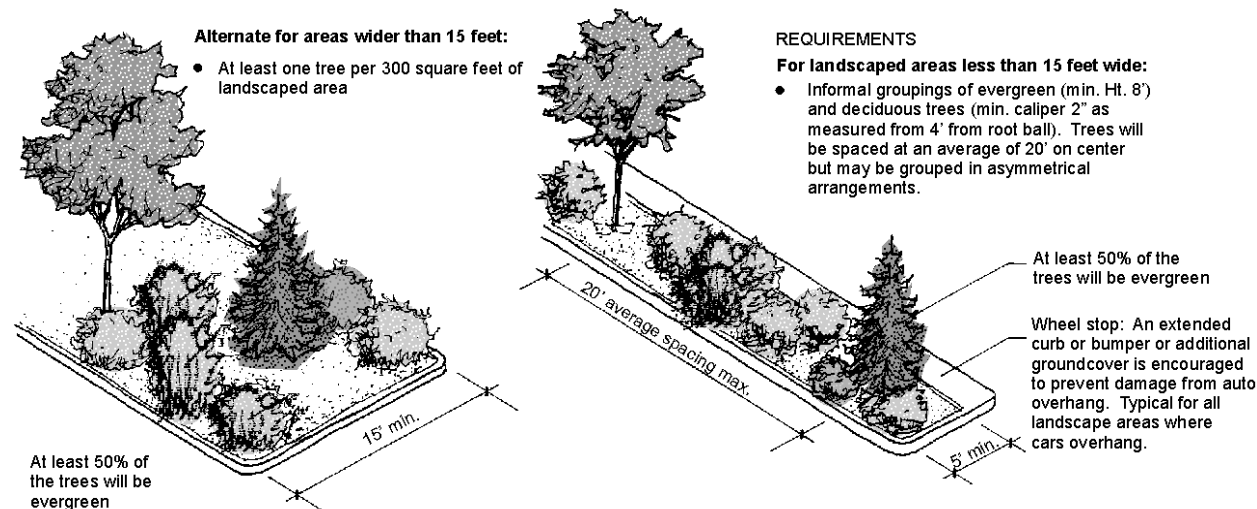 Alternate for areas wider than 15 feet:
● At least one tree per 300 square feet of
landscaped area
15' min.
At least 50% of
the trees will be
evergreen
REQUIREMENTS
For landscaped areas less than 15 feet wide:
● Informal groupings of evergreen (min. Ht. 8')
and deciduous trees (min. caliper 2" as
measured from 4' from root ball). Trees will
be spaced at an average of 20' on center
but may be grouped in asymmetrical
arrangements.
At least 50% of the
trees will be evergreen
Wheel stop: An extended
curb or bumper or additional
groundcover is encouraged
to prevent damage from auto
overhang. Typical for all
landscape areas where
cars overhang.
20' average spacing max.
5' min.